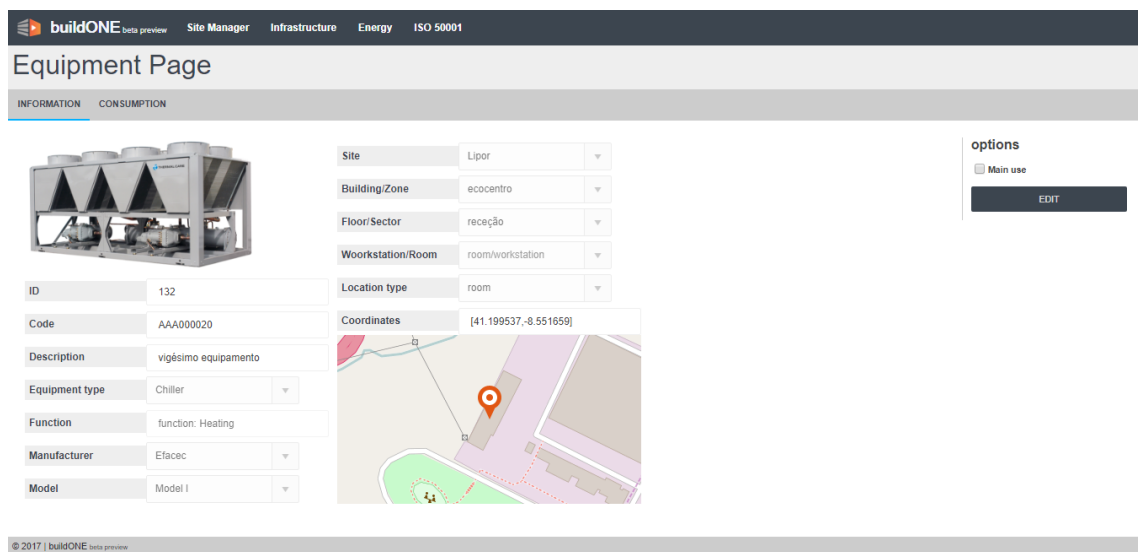 buildONE beta preview Site Manager Infrastructure Energy ISO 50001
Equipment Page
INFORMATION CONSUMPTION
ID 132
Code AAA000020
Description vigésimo equipamento
Equipment type Chiller
Function function: Heating
Manufacturer Efacec
Model Model I
Site Lipor
Building/Zone ecocentro
Floor/Sector receção
Woorkstation/Room room/workstation
Location type room
Coordinates [41.199537,-8.551659]
options
Main use
EDIT
© 2017 | buildONE beta preview